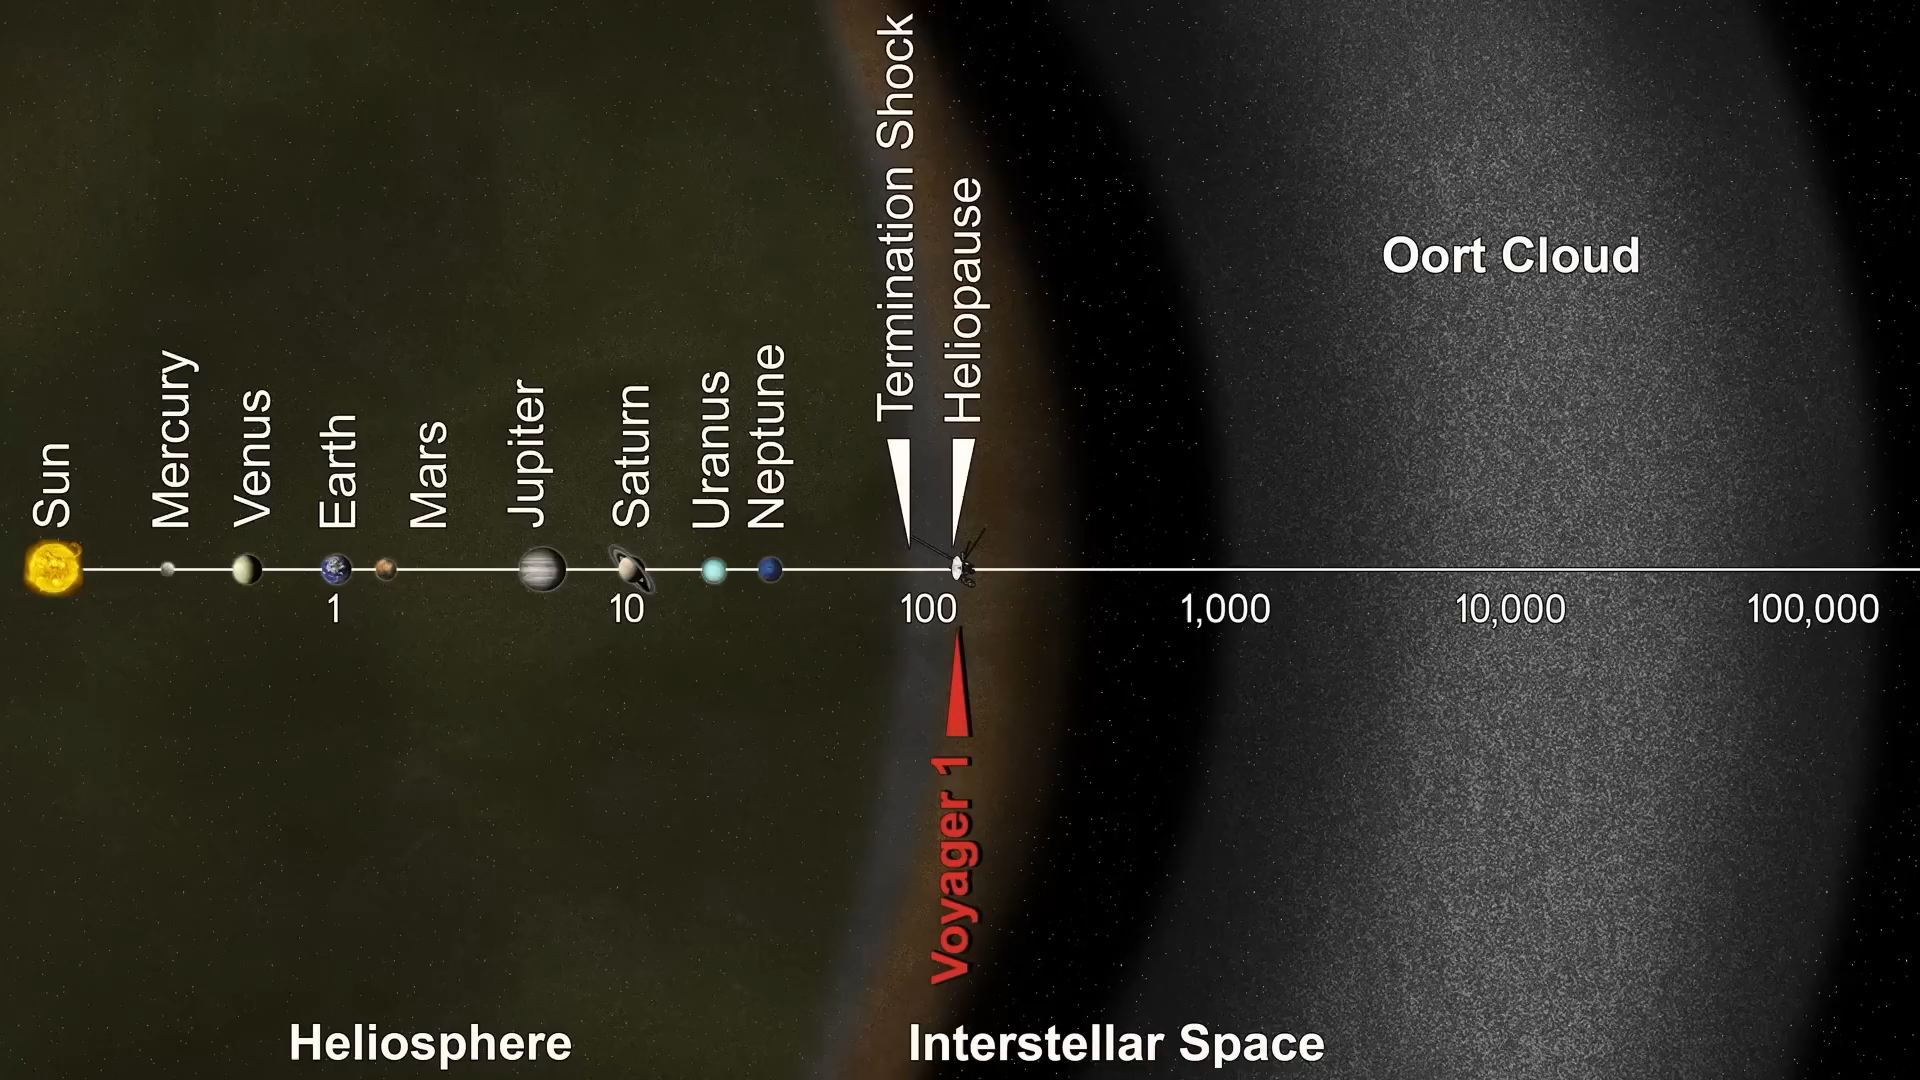 Sun
Mercury
Venus
Earth
Mars
Jupiter
Saturn
Uranus
Neptune
Termination Shock
Heliopause
Oort Cloud
1
10
100
1,000
10,000
100,000
Voyager 1
Heliosphere
Interstellar Space